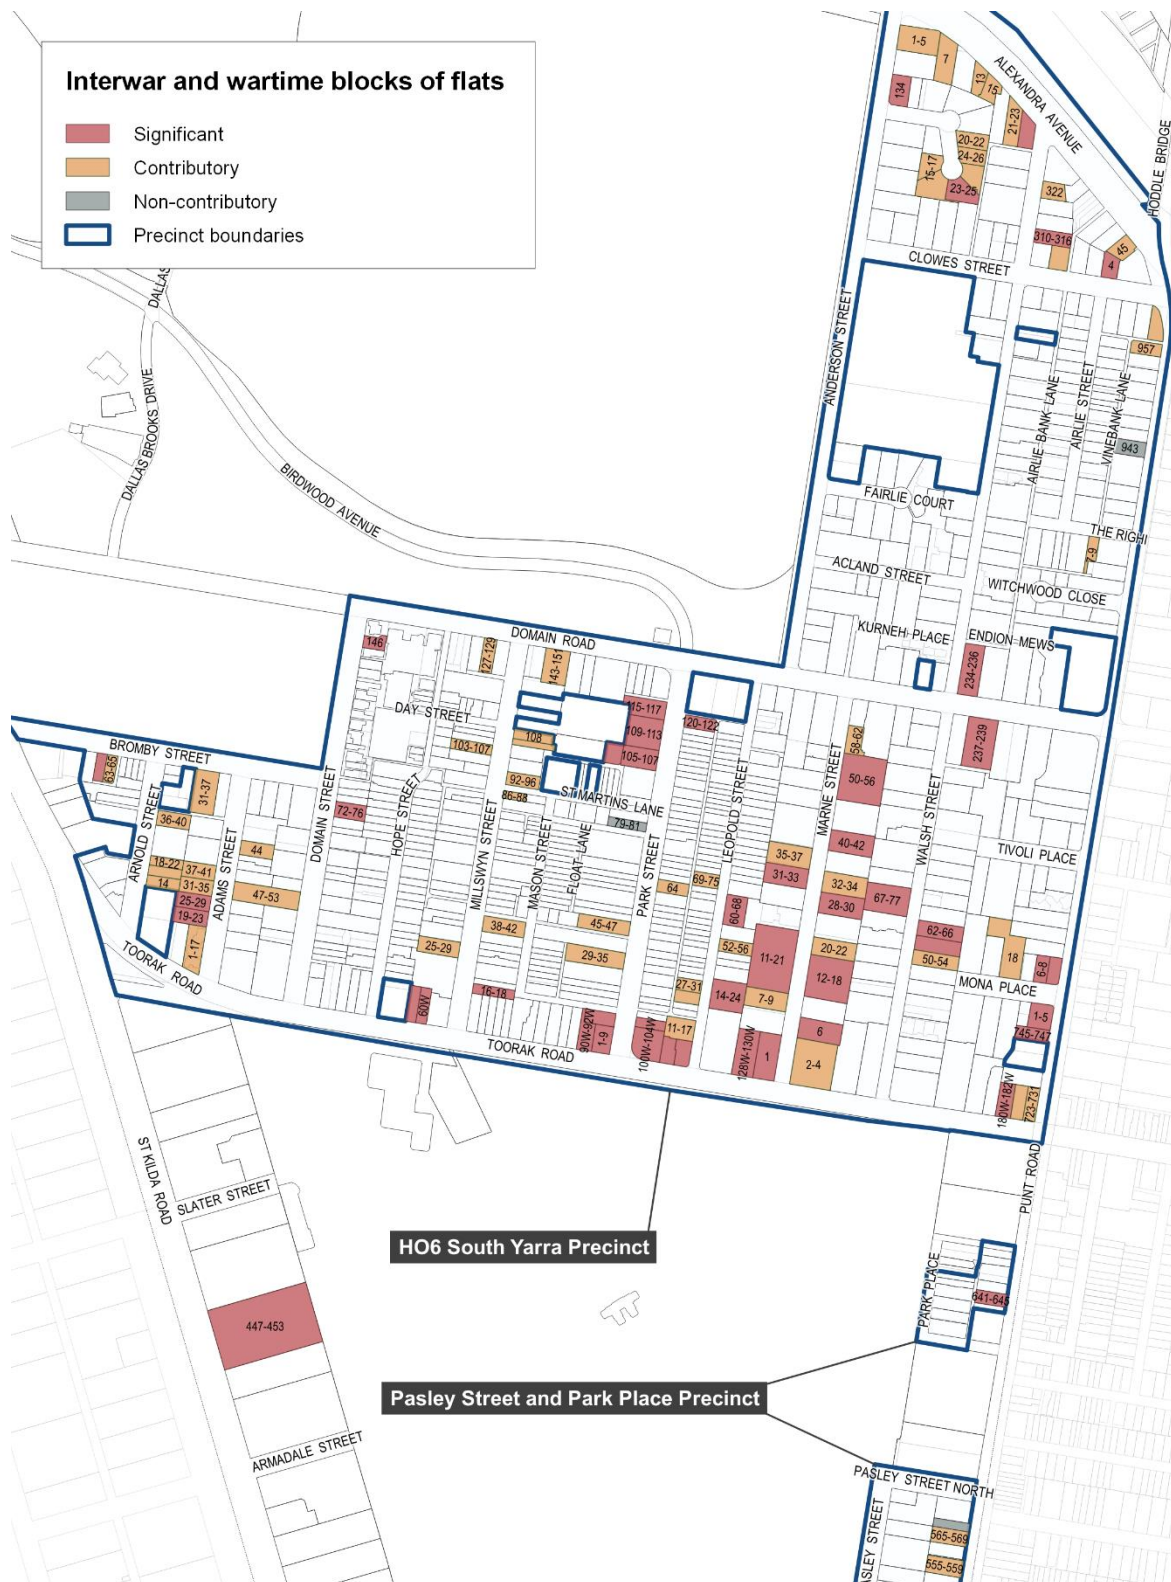 Interwar and wartime blocks of flats
Significant
Contributory
Non-contributory
Precinct boundaries
1-5
7
13
15
134
21-23
ALEXANDRA AVENUE
HODDLE BRIDGE
20-22
24-26
15-17
23-25
322
310-316
45
4
CLOWES STREET
DALLAS
DALLAS BROOKS DRIVE
BIRDWOOD AVENUE
ANDERSON STREET
957
AIRLIE BANK LANE
AIRLIE STREET
VINEBANK LANE
943
FAIRLIE COURT
THE RIGHI
7-9
ACLAND STREET
WITCHWOOD CLOSE
KURNEH PLACE
ENDION MEWS
DOMAIN ROAD
146
127-129
143-151
234-236
115-117
120-122
109-113
105-107
DAY STREET
108
103-107
237-239
58-62
BROMBY STREET
63-65
31-37
50-56
92-96
86-88
ST MARTINS LANE
79-81
72-76
36-40
ARNOLD STREET
ADAMS STREET
DOMAIN STREET
HOPE STREET
MILLSWYN STREET
MASON STREET
FLOAT LANE
PARK STREET
LEOPOLD STREET
MARNE STREET
WALSH STREET
TIVOLI PLACE
44
40-42
35-37
31-33
18-22
37-41
14
31-35
25-29
19-23
47-53
64
69-75
32-34
28-30
67-77
60-68
1-17
38-42
45-47
62-66
25-29
29-35
52-56
11-21
20-22
50-54
18
6-8
TOORAK ROAD
MONA PLACE
12-18
27-31
14-24
7-9
60W
16-18
1-5
745-747
90W-92W
1-9
100W-104W
11-17
6
128W-130W
1
2-4
TOORAK ROAD
180W-182W
723-731
ST KILDA ROAD
SLATER STREET
PUNT ROAD
HO6 South Yarra Precinct
PARK PLACE
641-645
447-453
Pasley Street and Park Place Precinct
ARMADALE STREET
PASLEY STREET NORTH
ASLEY STREET
565-569
555-559